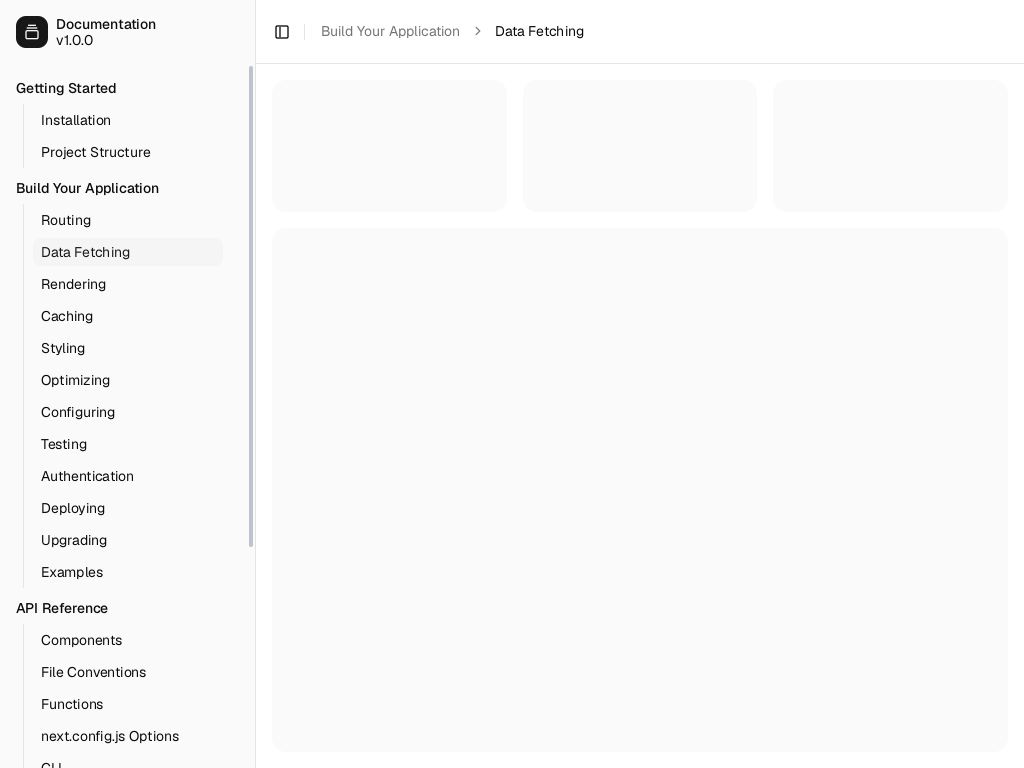 Documentation
v1.0.0
Build Your Application
Data Fetching
Getting Started
Installation
Project Structure
Build Your Application
Routing
Data Fetching
Rendering
Caching
Styling
Optimizing
Configuring
Testing
Authentication
Deploying
Upgrading
Examples
API Reference
Components
File Conventions
Functions
next.config.js Options